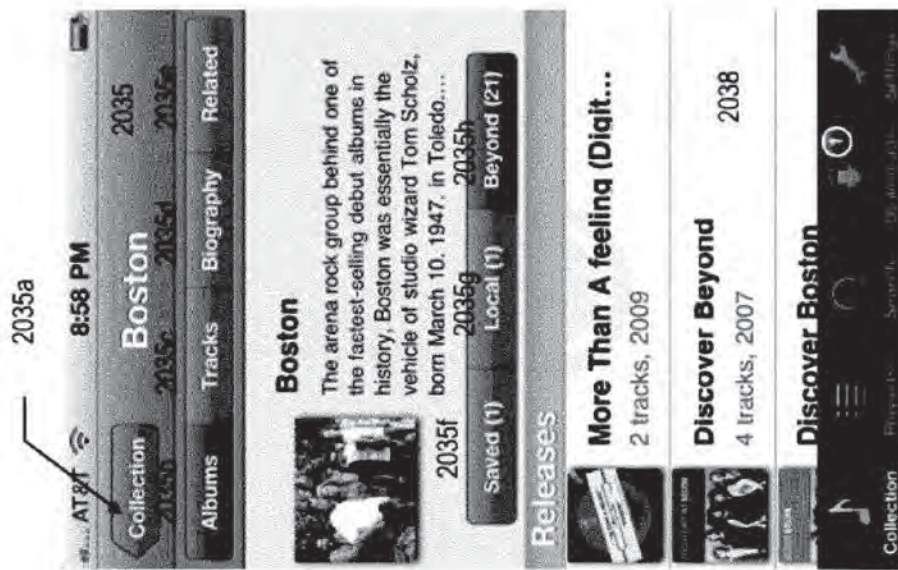 2035a
AT&T 8:58 PM
Collection Boston 2035
2035b 2035c 2035d 2035e
Albums Tracks Biography Related
Boston
The arena rock group behind one of
the fastest-selling debut albums in
history, Boston was essentially the
vehicle of studio wizard Tom Scholz,
born March 10. 1947. in Toledo....
2035f 2035g 2035h
Saved (1) Local (1) Beyond (21)
Releases
More Than A feeling (Digit...
2 tracks, 2009
Discover Beyond
4 tracks, 2007
2038
Discover Boston
Collection Search Settings